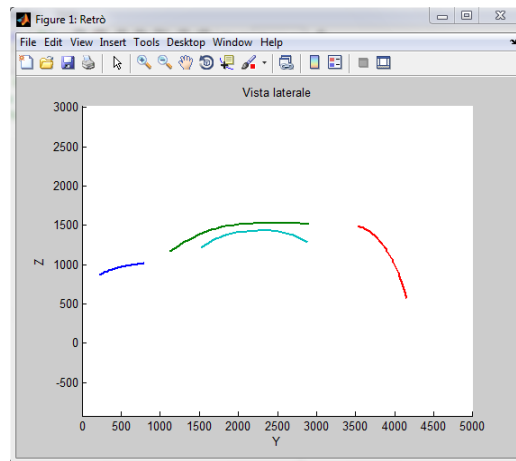 Figure 1: Retrò
File Edit View Insert Tools Desktop Window Help
Vista laterale
3000
2500
2000
1500
1000
500
0
-500
Z
0 500 1000 1500 2000 2500 3000 3500 4000 4500 5000
Y